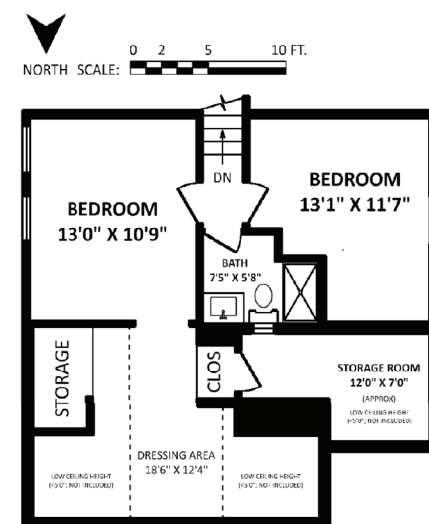 0 2 5 10 FT.
NORTH SCALE:
DN
BEDROOM
13'0" X 10'9"
BEDROOM
13'1" X 11'7"
BATH
7'5" X 5'8"
STORAGE
CLOS
STORAGE ROOM
12'0" X 7'0"
(APPROX)
LOW CEILING HEIGHT
(<5'0"; NOT INCLUDED)
DRESSING AREA
18'6" X 12'4"
LOW CEILING HEIGHT
(<5'0"; NOT INCLUDED)
LOW CEILING HEIGHT
(<5'0"; NOT INCLUDED)